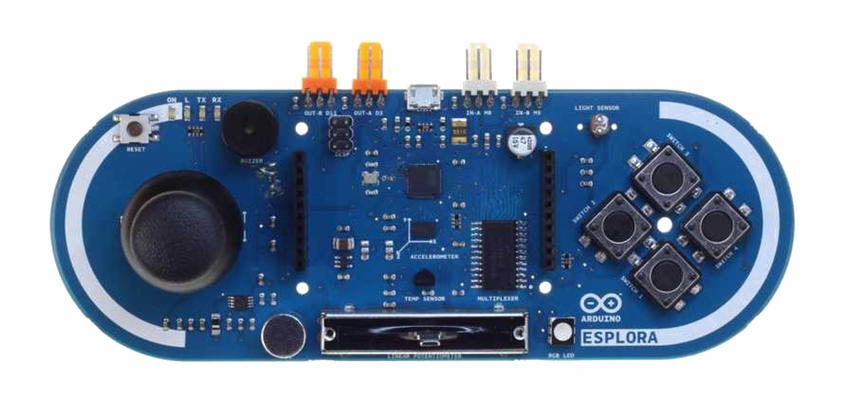 ON L TX RX
RESET
BUZZER
OUT-B D11
OUT-A D3
IN-A M8
IN-B M9
LIGHT SENSOR
ICSP
SWITCH 3
SWITCH 2
SWITCH 4
SWITCH 1
ACCELEROMETER
TEMP SENSOR
MULTIPLEXER
ARDUINO
ESPLORA
RGB LED
LINEAR POTENTIOMETER